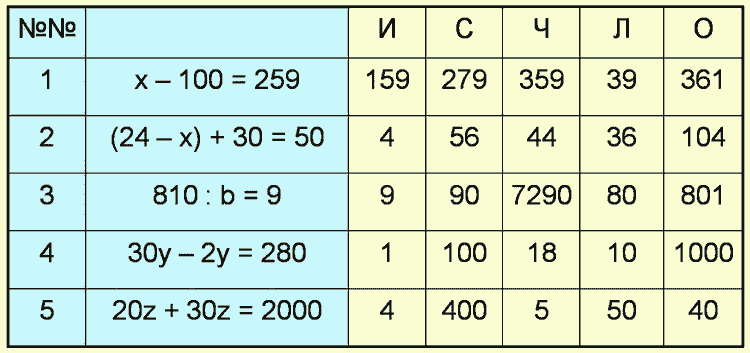 №№ И С Ч Л О
1 x – 100 = 259 159 279 359 39 361
2 (24 – x) + 30 = 50 4 56 44 36 104
3 810 : b = 9 9 90 7290 80 801
4 30y – 2y = 280 1 100 18 10 1000
5 20z + 30z = 2000 4 400 5 50 40